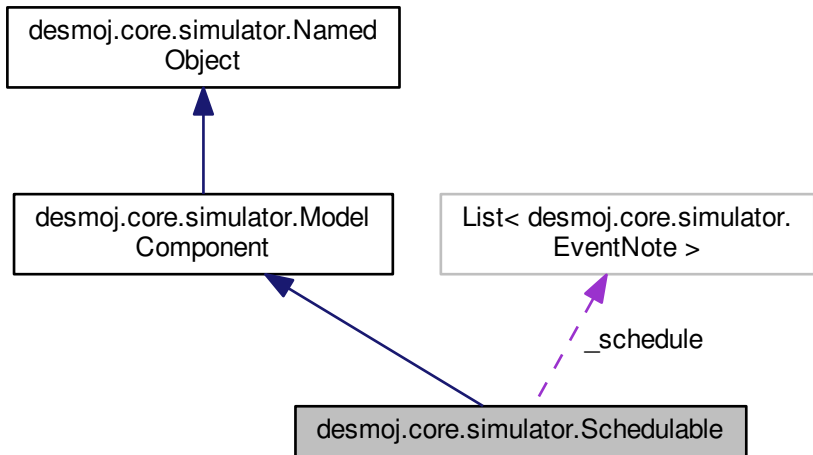 desmoj.core.simulator.Named
Object
desmoj.core.simulator.Model
Component
List< desmoj.core.simulator.
EventNote >
_schedule
desmoj.core.simulator.Schedulable